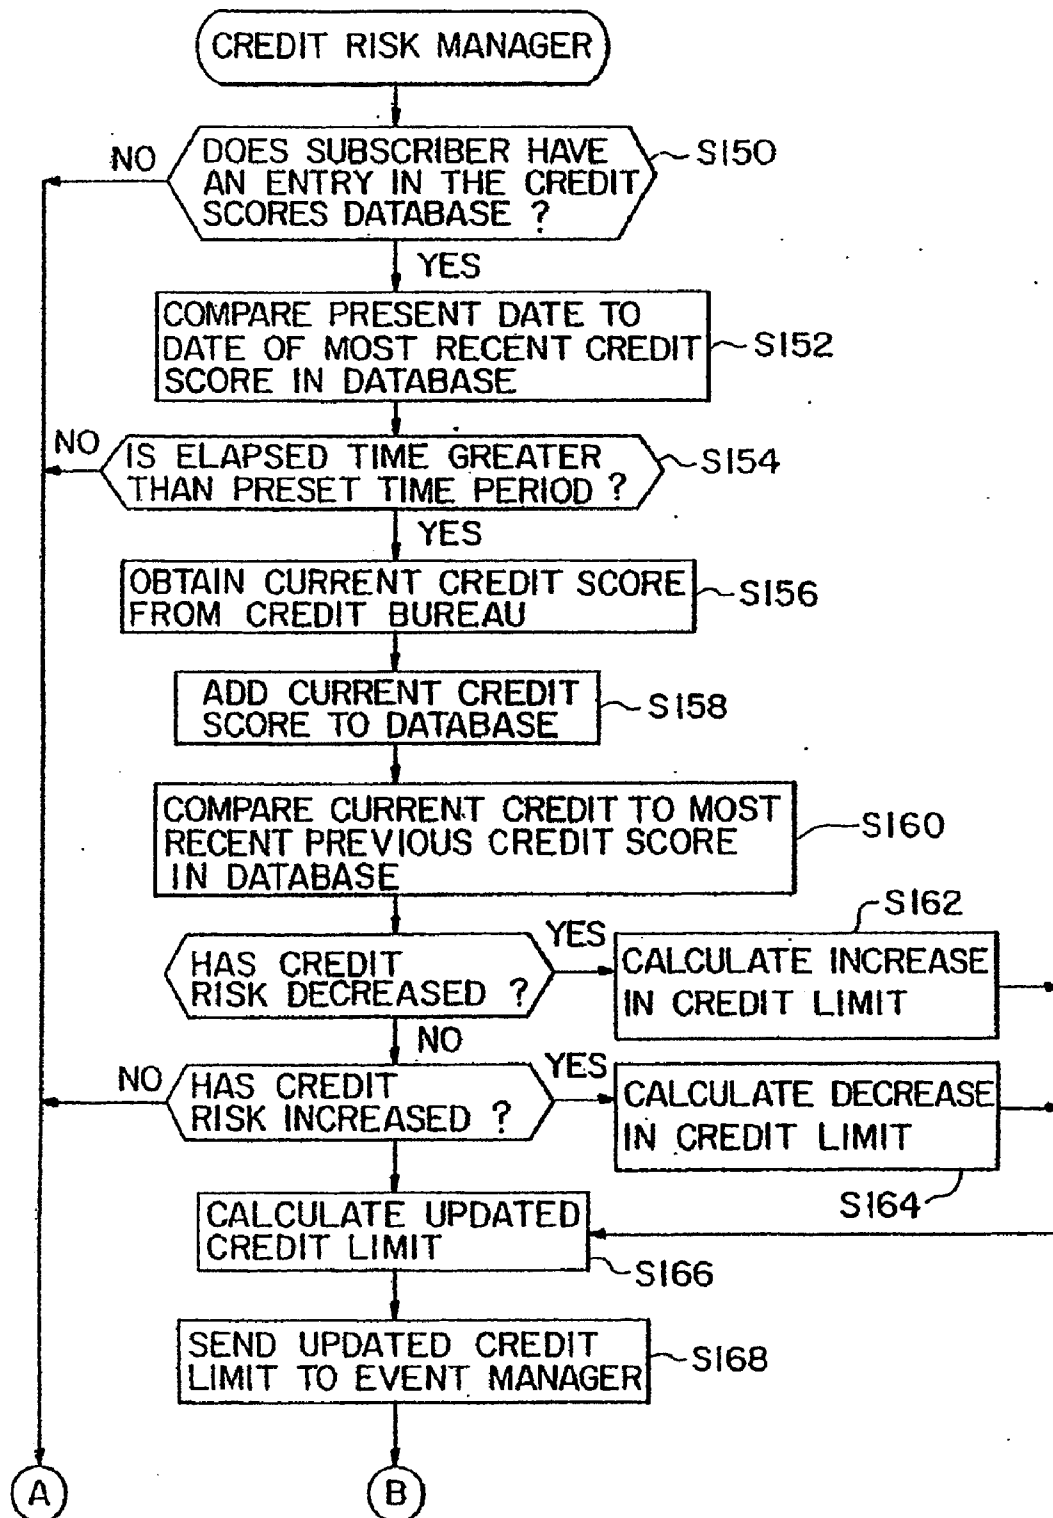 CREDIT RISK MANAGER
NO
DOES SUBSCRIBER HAVE
AN ENTRY IN THE CREDIT
SCORES DATABASE ?
S150
YES
COMPARE PRESENT DATE TO
DATE OF MOST RECENT CREDIT
SCORE IN DATABASE
S152
NO
IS ELAPSED TIME GREATER
THAN PRESET TIME PERIOD ?
S154
YES
OBTAIN CURRENT CREDIT SCORE
FROM CREDIT BUREAU
S156
ADD CURRENT CREDIT
SCORE TO DATABASE
S158
COMPARE CURRENT CREDIT TO MOST
RECENT PREVIOUS CREDIT SCORE
IN DATABASE
S160
HAS CREDIT
RISK DECREASED ?
YES
S162
CALCULATE INCREASE
IN CREDIT LIMIT
NO
NO
HAS CREDIT
RISK INCREASED ?
YES
CALCULATE DECREASE
IN CREDIT LIMIT
S164
CALCULATE UPDATED
CREDIT LIMIT
S166
SEND UPDATED CREDIT
LIMIT TO EVENT MANAGER
S168
A
B